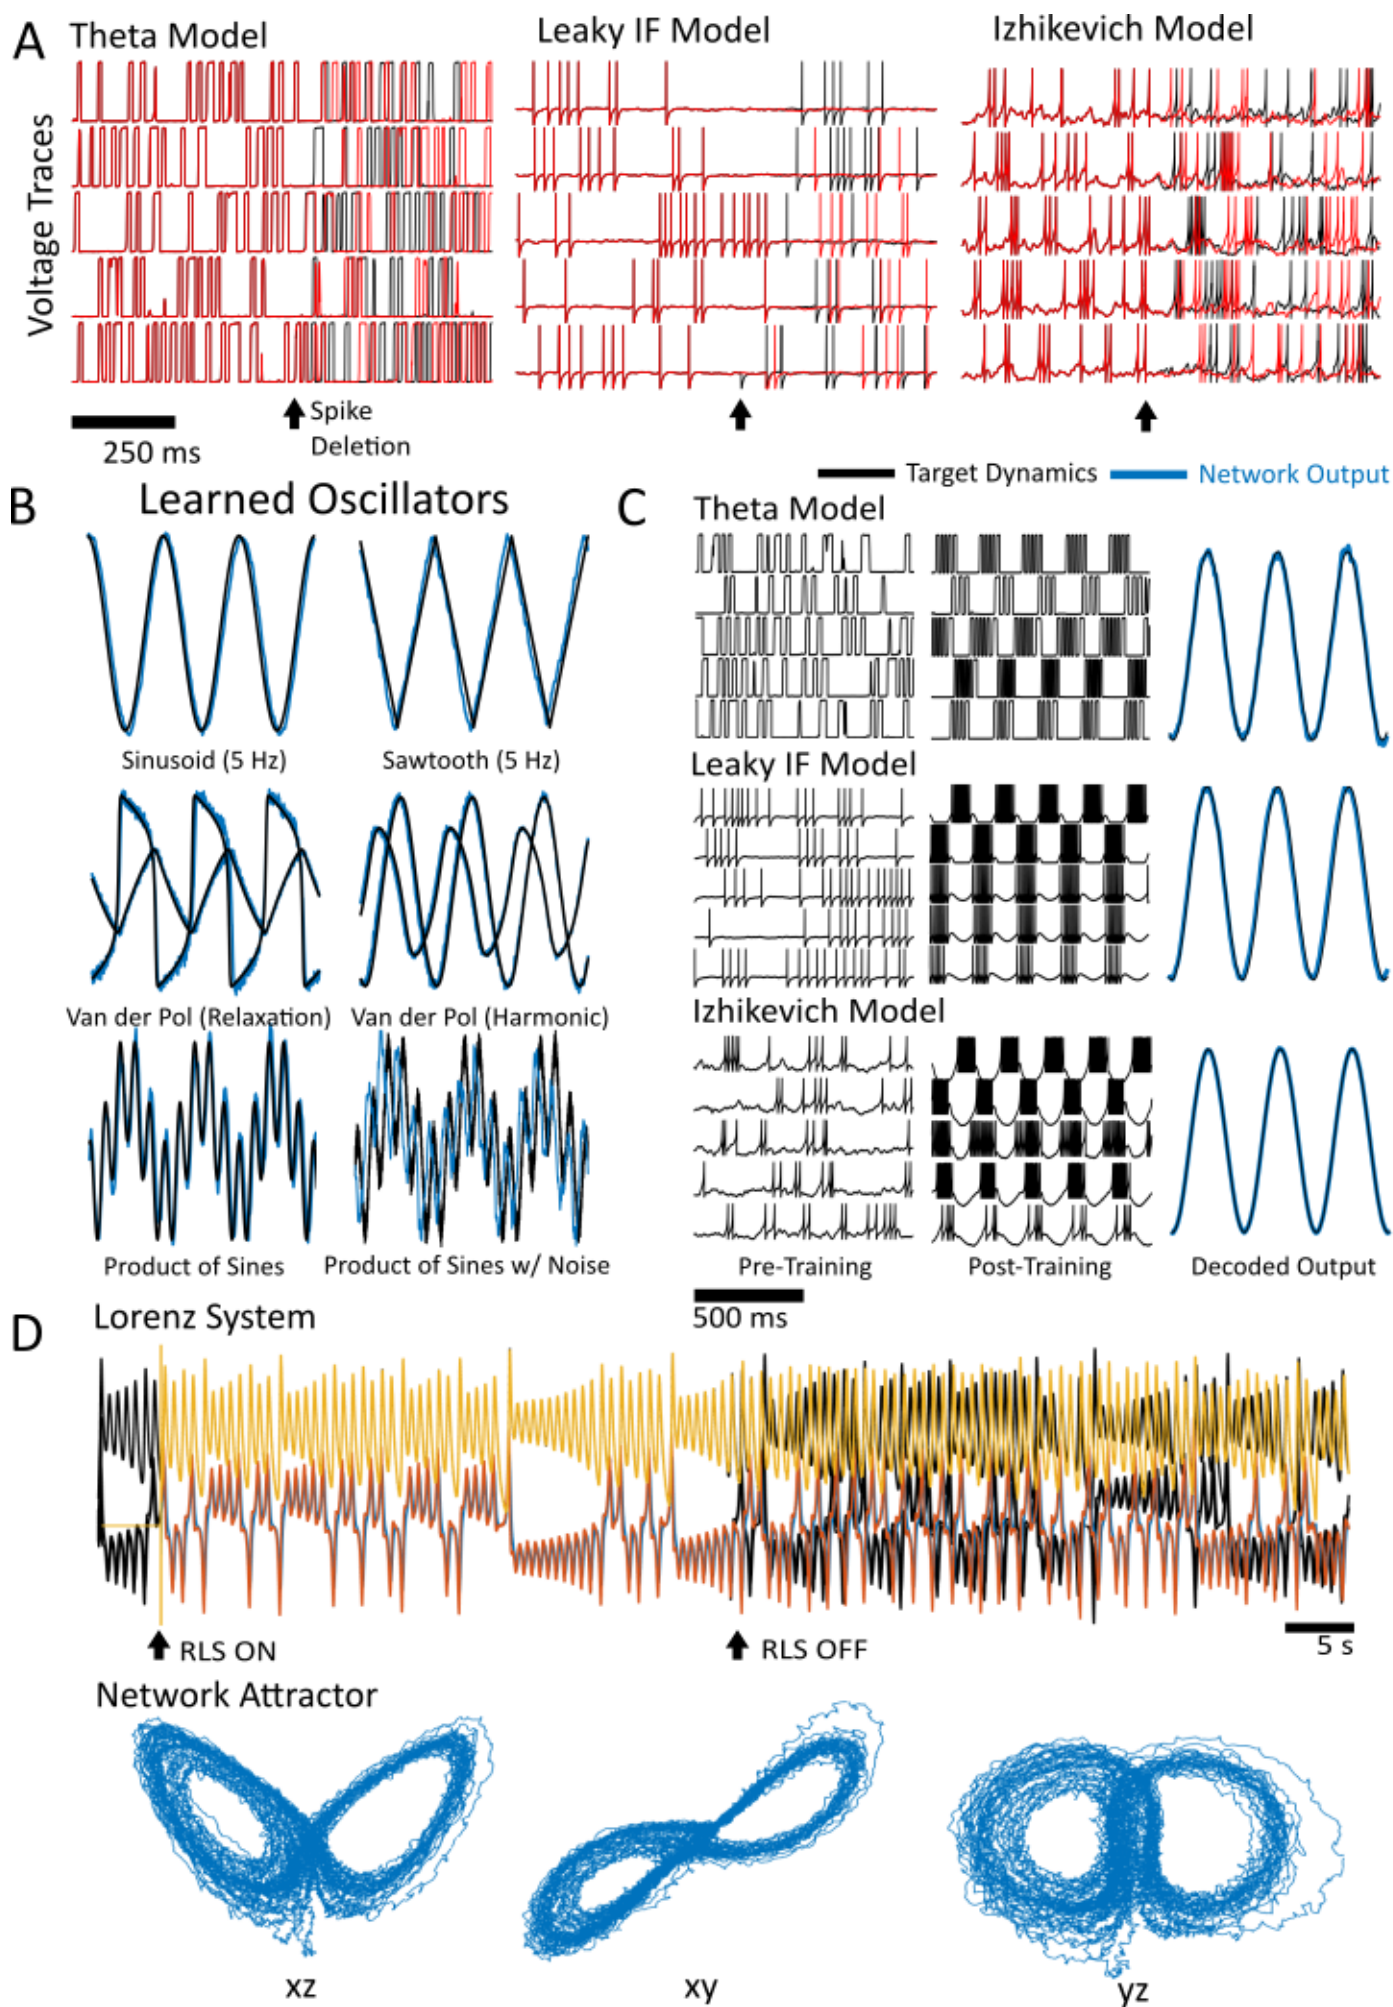 A
Theta Model
Leaky IF Model
Izhikevich Model
Voltage Traces
Spike
Deletion
250 ms
Target Dynamics
Network Output
B
Learned Oscillators
Sinusoid (5 Hz)
Sawtooth (5 Hz)
Van der Pol (Relaxation)
Van der Pol (Harmonic)
Product of Sines
Product of Sines w/ Noise
C
Theta Model
Leaky IF Model
Izhikevich Model
Pre-Training
Post-Training
Decoded Output
500 ms
D
Lorenz System
RLS ON
RLS OFF
5 s
Network Attractor
xz
xy
yz